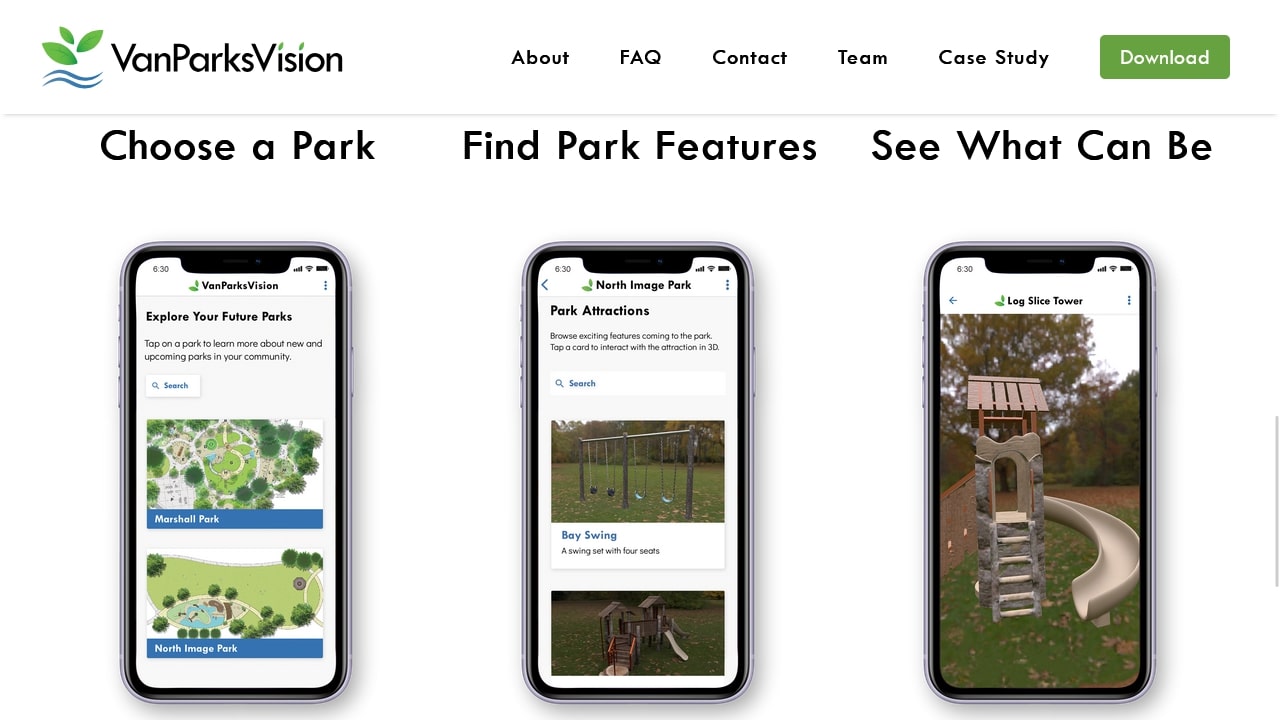 VanParksVision
About
FAQ
Contact
Team
Case Study
Download
Choose a Park
Find Park Features
See What Can Be
6:30
VanParksVision
Explore Your Future Parks
Tap on a park to learn more about new and
upcoming parks in your community.
Search
Marshall Park
North Image Park
6:30
North Image Park
Park Attractions
Browse exciting features coming to the park.
Tap a card to interact with the attraction in 3D.
Search
Bay Swing
A swing set with four seats
6:30
Log Slice Tower